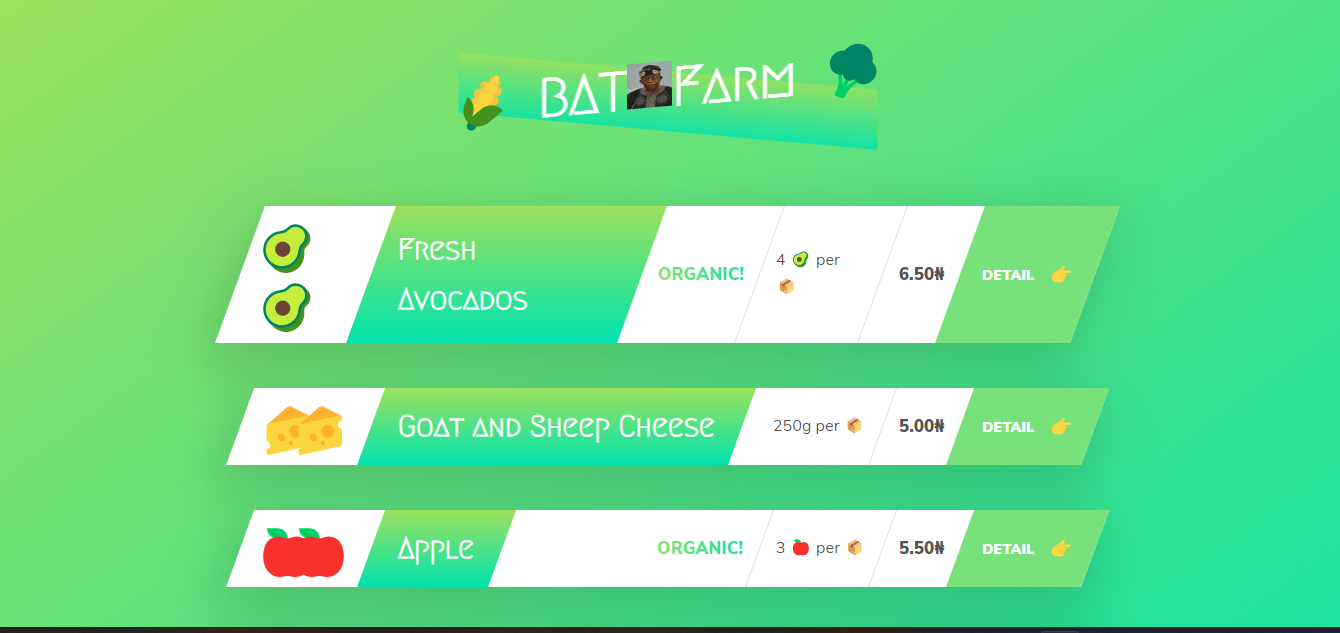 BAT FARM
Fresh
Avocados
ORGANIC!
4 🥑 per
📦
6.50₦
DETAIL 👉
Goat and Sheep Cheese
250g per 📦
5.00₦
DETAIL 👉
Apple
ORGANIC!
3 🍎 per 📦
5.50₦
DETAIL 👉